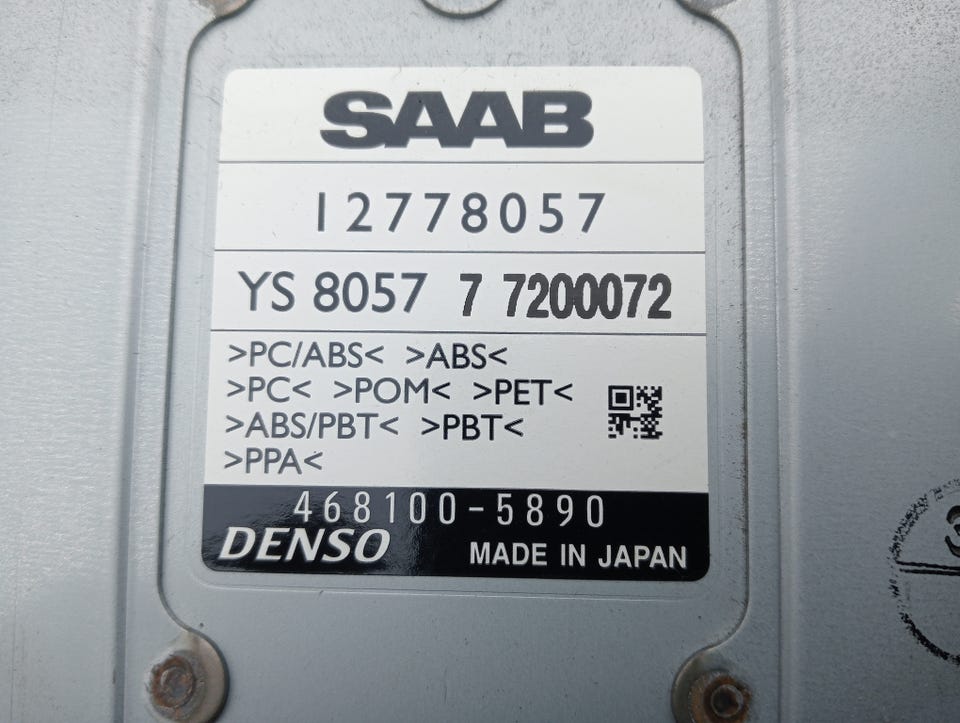 SAAB
12778057
YS 8057 7 7200072
>PC/ABS< >ABS<
>PC< >POM< >PET<
>ABS/PBT< >PBT<
>PPA<
468100-5890
DENSO MADE IN JAPAN